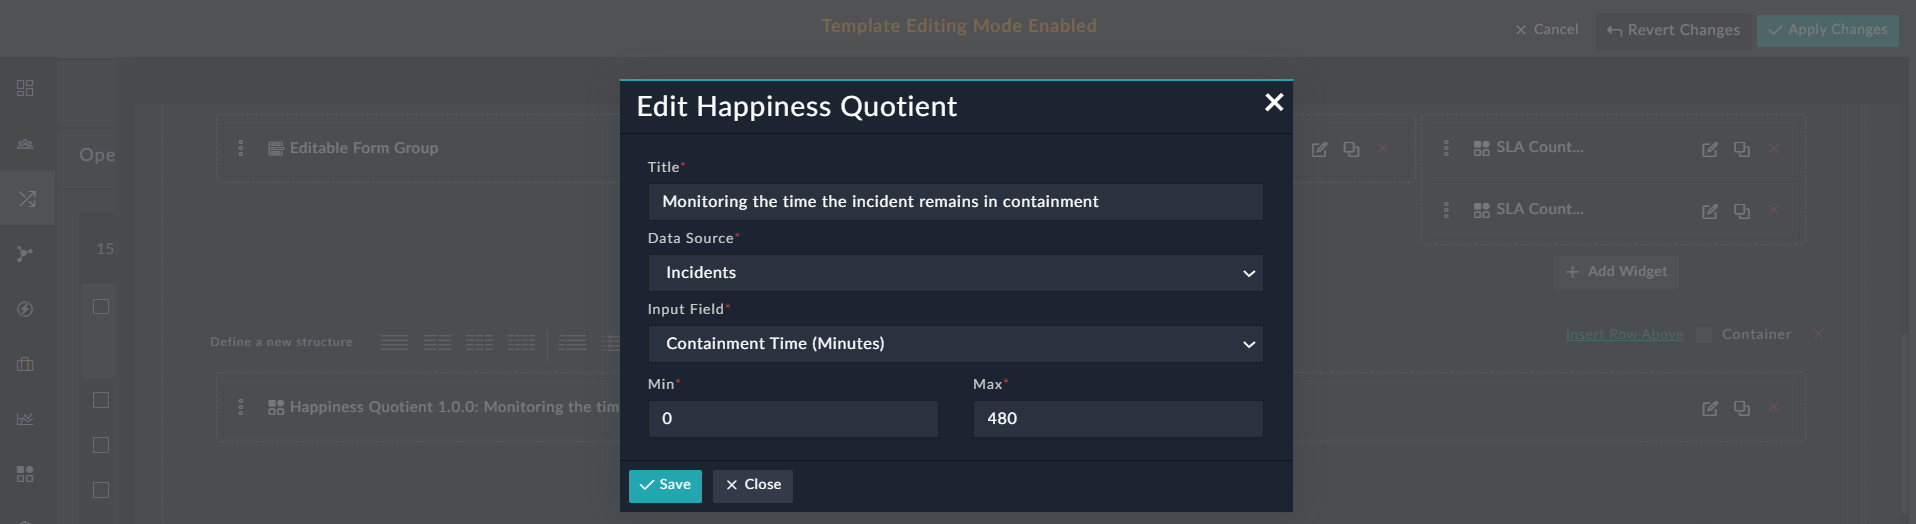 Template Editing Mode Enabled
Cancel
Revert Changes
Apply Changes
Edit Happiness Quotient
Ope
Editable Form Group
SLA Count...
Title*
Monitoring the time the incident remains in containment
SLA Count...
Data Source*
15
Incidents
Add Widget
Input Field*
Define a new structure
Containment Time (Minutes)
Insert Row Above
Container
Min*
Max*
Happiness Quotient 1.0.0: Monitoring the tim
0
480
Save
Close